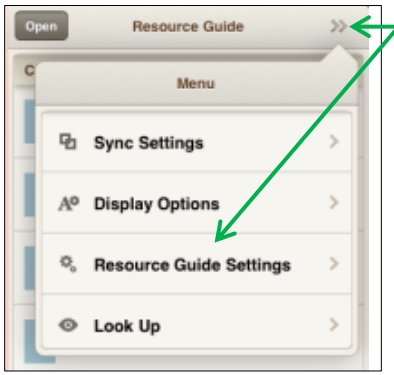 Open Resource Guide »
C
Menu
Sync Settings
Display Options
Resource Guide Settings
Look Up